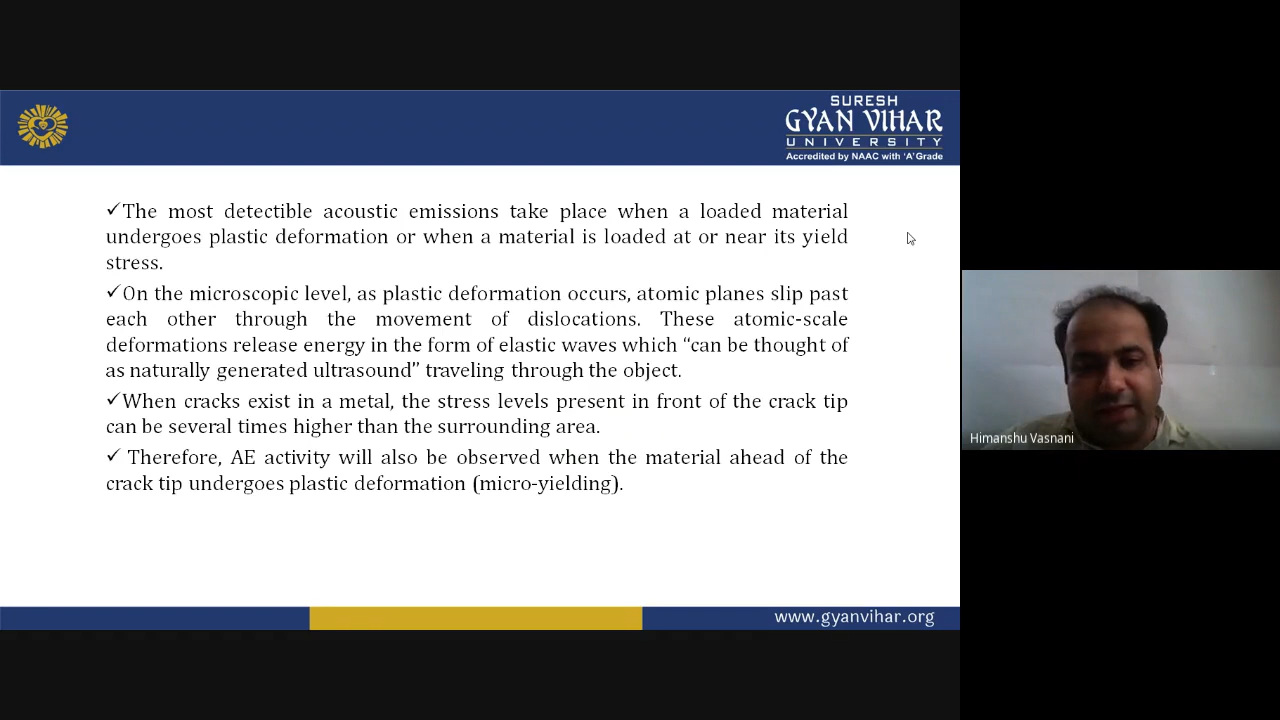 SURESH
GYAN VIHAR
UNIVERSITY
Accredited by NAAC with 'A' Grade
✓The most detectible acoustic emissions take place when a loaded material
undergoes plastic deformation or when a material is loaded at or near its yield
stress.
✓On the microscopic level, as plastic deformation occurs, atomic planes slip past
each other through the movement of dislocations. These atomic-scale
deformations release energy in the form of elastic waves which “can be thought of
as naturally generated ultrasound” traveling through the object.
✓When cracks exist in a metal, the stress levels present in front of the crack tip
can be several times higher than the surrounding area.
✓ Therefore, AE activity will also be observed when the material ahead of the
crack tip undergoes plastic deformation (micro-yielding).
Himanshu Vasnani
www.gyanvihar.org